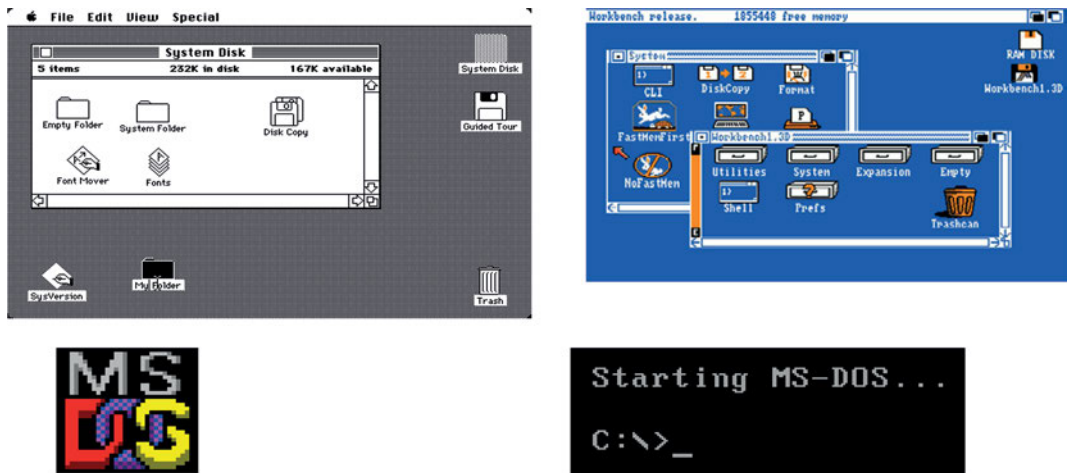 File Edit View Special
System Disk
5 items 232K in disk 167K available
Empty Folder
System Folder
Disk Copy
Font Mover
Fonts
System Disk
Guided Tour
SysVersion
My Folder
Trash
Workbench release. 1855448 free memory
System
CLI
DiskCopy
Format
FastMemFirst
P
NoFastMem
RAM DISK
Workbench1.3D
Workbench1.3D
Utilities
System
Expansion
Empty
Shell
Prefs
Trashcan
MS
DOS
Starting MS-DOS...
C:\>_